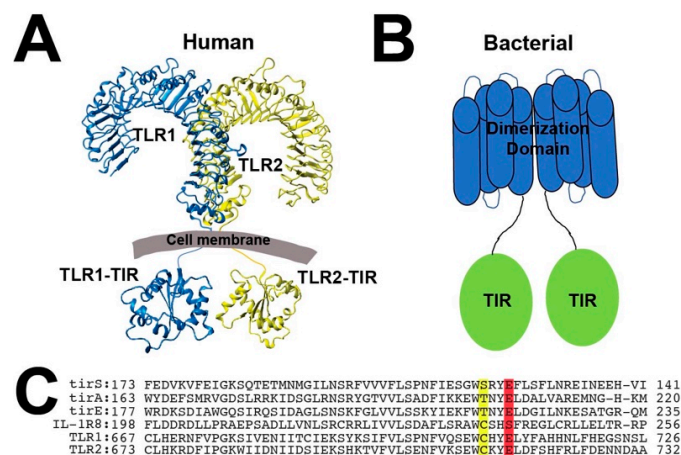 A
Human
TLR1
TLR2
Cell membrane
TLR1-TIR
TLR2-TIR
B
Bacterial
Dimerization
Domain
TIR
TIR
C
tirS:173 FEDVKVFEIGKSQTETMNMGILNSRFVVVFLSPNFIESGWSRYEFLSFLNREINEEH-VI 141
tirA:163 WYDEFSMRVGDSLRRKIDSGLRNSRYGTVVLSADFIKKEWTNYELDALVAREMNG-H-KM 220
tirE:177 WRDKSDIAWGQSIRQSIDAGLSNSKFGVVVLSSKYIEKFWTNYELDGILNKESATGR-QM 235
IL-1R8:198 FLDDRDLLPRAEPSADLLVNLSRCRRLIVVLSDAFLSRAWCSHSFREGLCRLLELTR-RP 256
TLR1:667 CLHERNFVPGKSIVENIITCIEKSYKSIFVLSPNFVQSEWCHYELYFAHHNLFHEGSNSL 726
TLR2:673 CLHKRDFIPGKWIIDNIIDSIEKSHKTVFVLSENFVKSEWCKYELDFSHFRLFDENNDAA 732